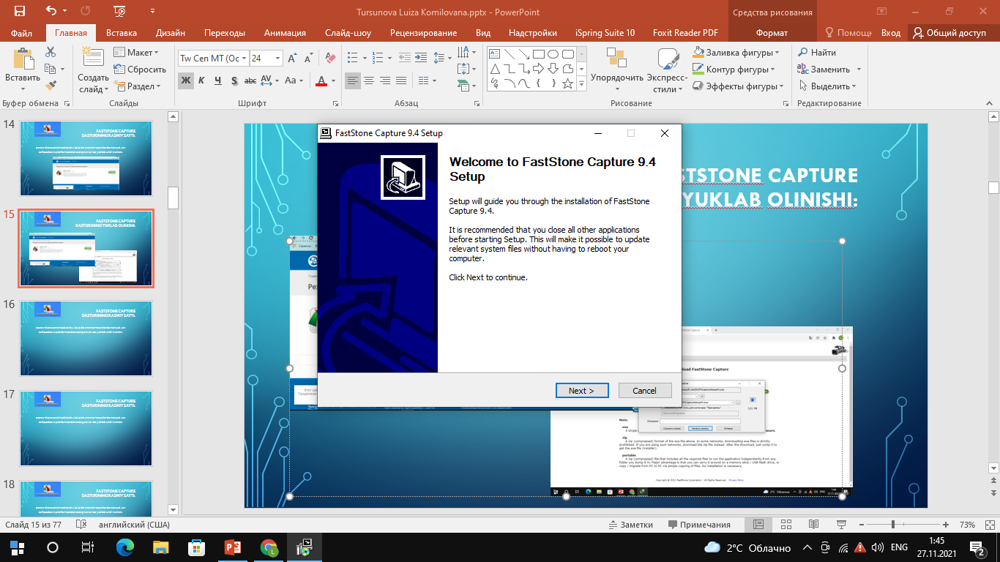 Tursunova Luiza Komilovana.pptx - PowerPoint
Средства рисования
Файл
Главная
Вставка
Дизайн
Переходы
Анимация
Слайд-шоу
Рецензирование
Вид
Надстройки
iSpring Suite 10
Foxit Reader PDF
Формат
Помощн
Вход
Общий доступ
Вставить
Буфер обмена
Создать слайд
Макет
Сбросить
Раздел
Слайды
Tw Cen MT (Ос
24
Ж К Ч S abc AV Aa A
Шрифт
Абзац
Упорядочить
Экспресс-стили
Заливка фигуры
Контур фигуры
Эффекты фигуры
Рисование
Найти
Заменить
Выделить
Редактирование
14
FASTSTONE CAPTURE
DASTURINING RASMIY SAYTI:
15
FASTSTONE CAPTURE
DASTURINING YUKLAB OLINISHI:
16
FASTSTONE CAPTURE
DASTURINING RASMIY SAYTI:
17
FASTSTONE CAPTURE
DASTURINING RASMIY SAYTI:
18
FASTSTONE CAPTURE
DASTURINING RASMIY SAYTI:
STSTONE CAPTURE
YUKLAB OLINISHI:
FastStone Capture 9.4 Setup
Welcome to FastStone Capture 9.4
Setup
Setup will guide you through the installation of FastStone
Capture 9.4.
It is recommended that you close all other applications
before starting Setup. This will make it possible to update
relevant system files without having to reboot your
computer.
Click Next to continue.
Next >
Cancel
Сервисы
Рез
oad FastStone Capture
Note:
exe
zip
A zip (compressed) format of the exe file above. In some networks, downloading exe files is strictly
prohibited. If you are using such networks, download the zip file instead. After the download, just unzip it to
get the exe file (installer).
portable
A zip (compressed) file that includes all the required files to run the application independently from any
folder you dump it in. Major advantage is that you can carry it around on a memory stick / USB flash drive, or
copy / migrate from PC to PC via simple copying of files. No installation is necessary.
Copyright © 2021 FastStone Corporation - All Rights Reserved. Privacy Policy
Слайд 15 из 77
английский (США)
Заметки
Примечания
73%
2°C Облачно
ENG
1:45
27.11.2021
2